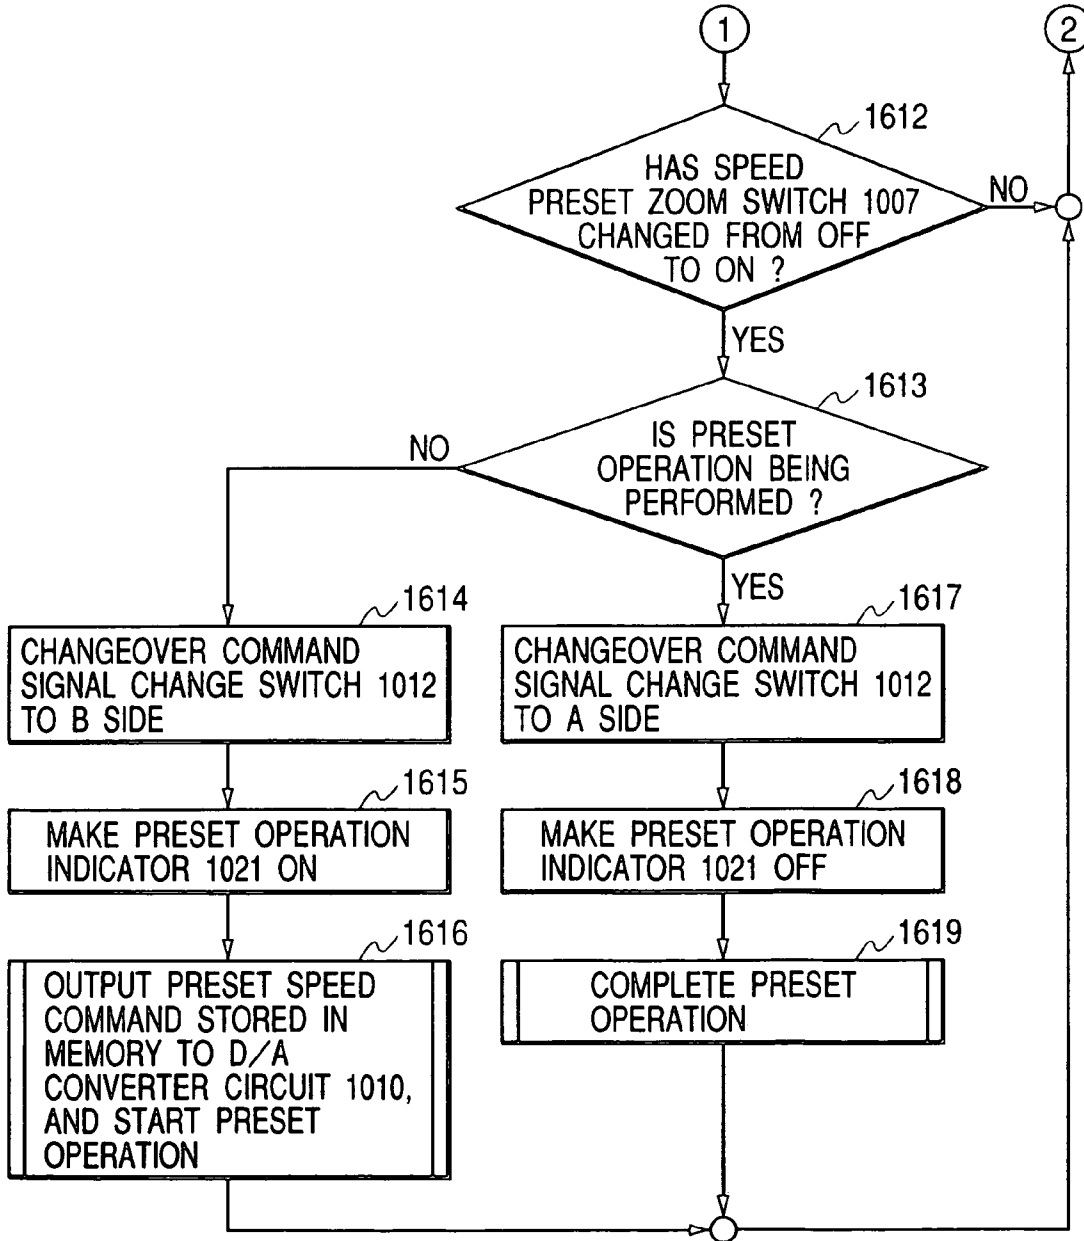 1
2
1612
HAS SPEED
PRESET ZOOM SWITCH 1007
CHANGED FROM OFF
TO ON ?
NO
YES
1613
IS PRESET
OPERATION BEING
PERFORMED ?
NO
YES
1614
CHANGEOVER COMMAND
SIGNAL CHANGE SWITCH 1012
TO B SIDE
1617
CHANGEOVER COMMAND
SIGNAL CHANGE SWITCH 1012
TO A SIDE
1615
MAKE PRESET OPERATION
INDICATOR 1021 ON
1618
MAKE PRESET OPERATION
INDICATOR 1021 OFF
1616
OUTPUT PRESET SPEED
COMMAND STORED IN
MEMORY TO D/A
CONVERTER CIRCUIT 1010,
AND START PRESET
OPERATION
1619
COMPLETE PRESET
OPERATION